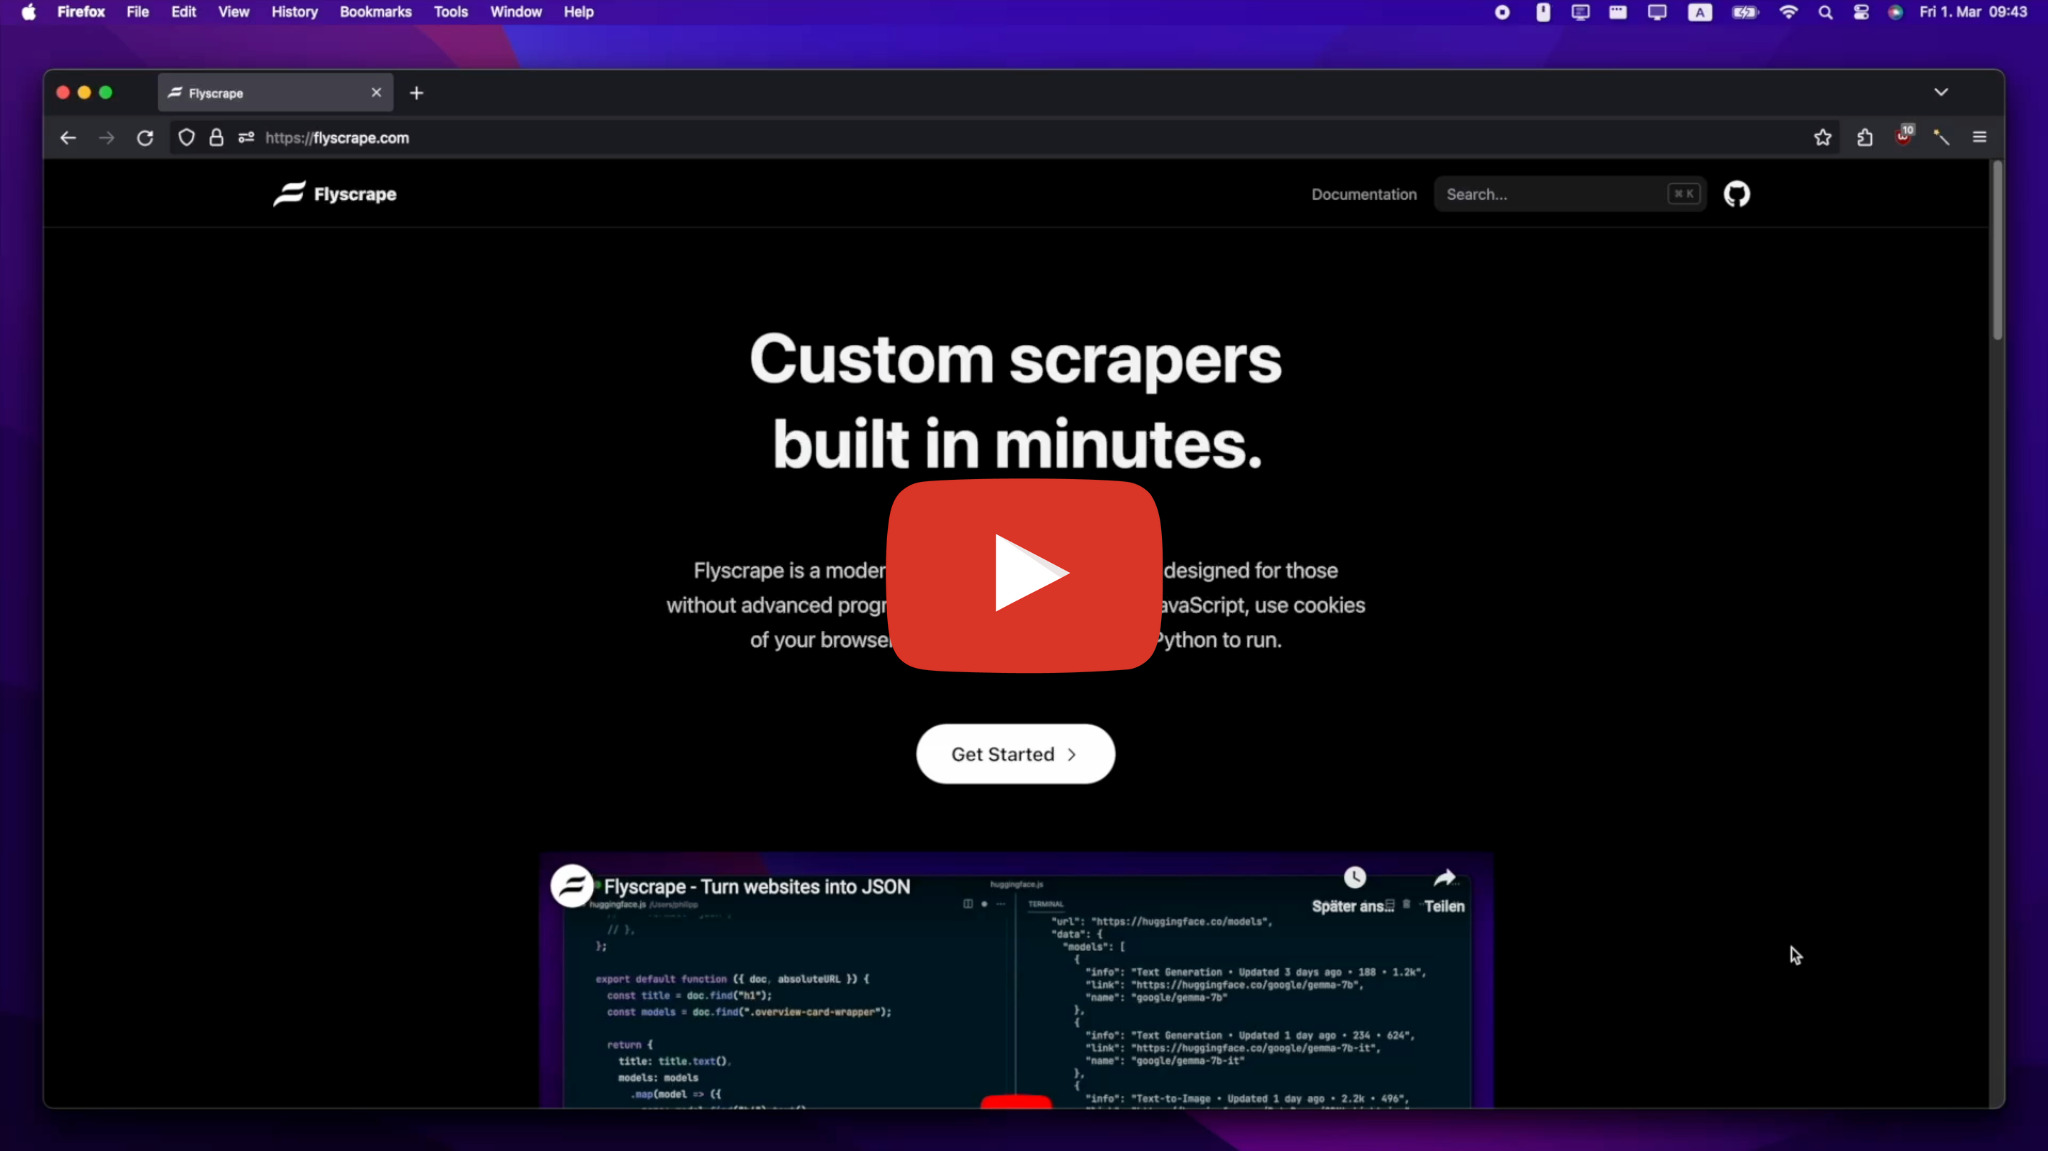 Firefox File Edit View History Bookmarks Tools Window Help
A
Fri 1. Mar 09:43
Flyscrape
https://flyscrape.com
10
Flyscrape
Documentation
Search...
⌘ K
Custom scrapers
built in minutes.
Flyscrape is a moder designed for those
without advanced progr avaScript, use cookies
of your browser Python to run.
Get Started
Flyscrape - Turn websites into JSON
huggingface.js
Später ans...
Teilen
huggingface.js /Users/philipp
// },
};
export default function ({ doc, absoluteURL }) {
const title = doc.find("h1");
const models = doc.find(".overview-card-wrapper");
return {
title: title.text(),
models: models
.map(model => ({
TERMINAL
"url": "https://huggingface.co/models",
"data": {
"models": [
{
"info": "Text Generation • Updated 3 days ago • 188 • 1.2k",
"link": "https://huggingface.co/google/gemma-7b",
"name": "google/gemma-7b"
},
{
"info": "Text Generation • Updated 1 day ago • 234 • 624",
"link": "https://huggingface.co/google/gemma-7b-it",
"name": "google/gemma-7b-it"
},
{
"info": "Text-to-Image • Updated 1 day ago • 2.2k • 496",